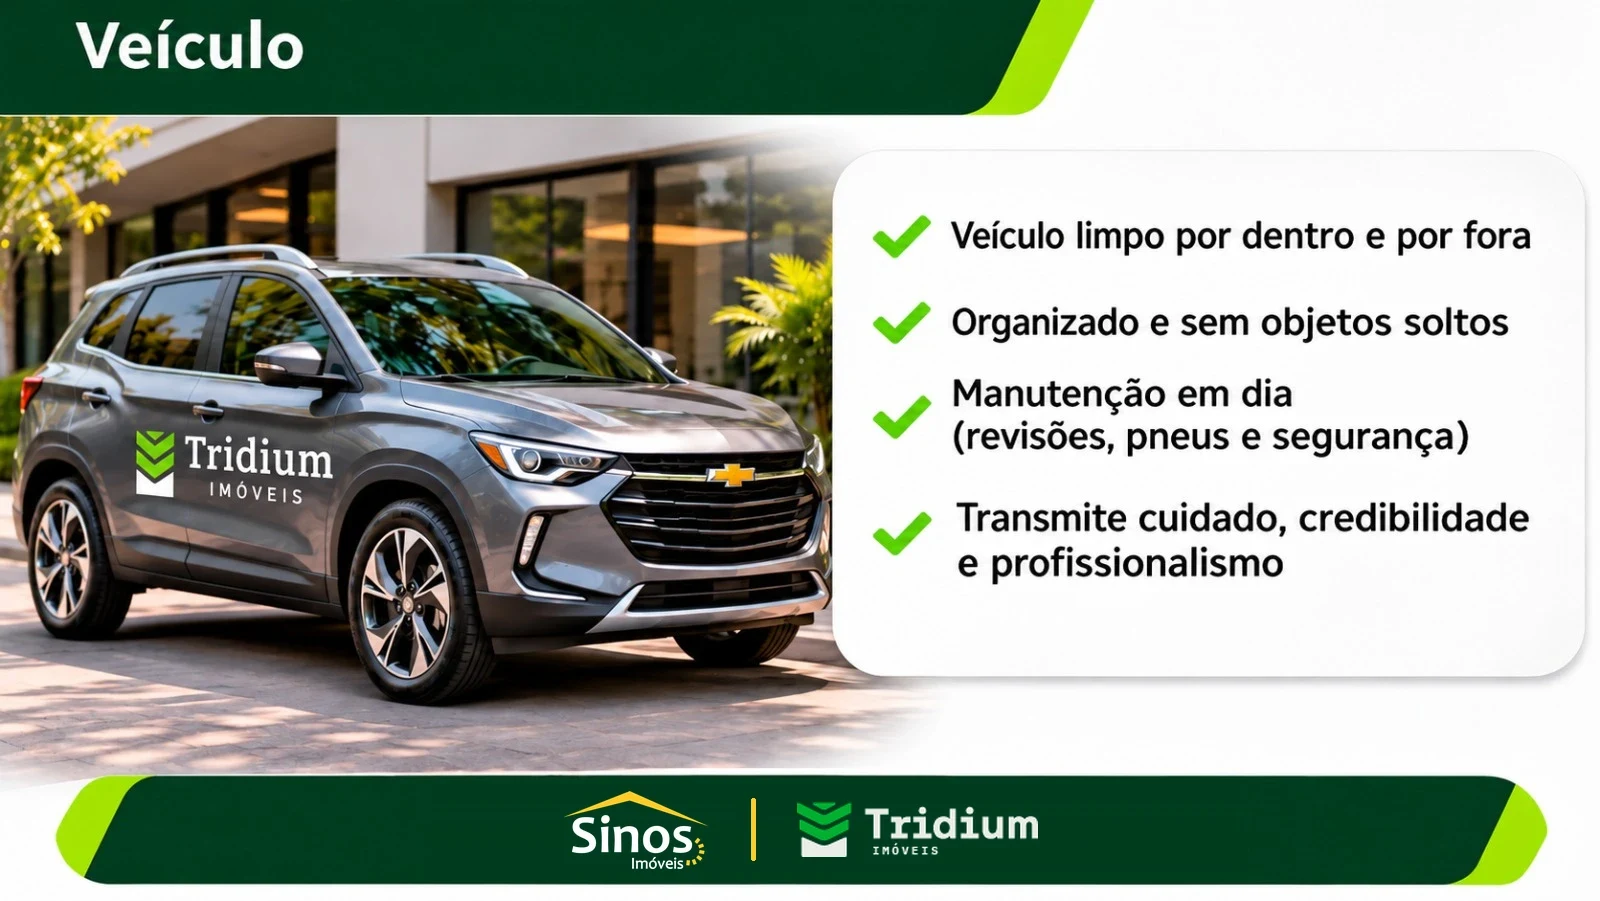 Veículo
Veículo limpo por dentro e por fora
Organizado e sem objetos soltos
Manutenção em dia
(revisões, pneus e segurança)
Transmite cuidado, credibilidade
e profissionalismo
Tridium
IMÓVEIS
Sinos
Imóveis
Tridium
IMÓVEIS